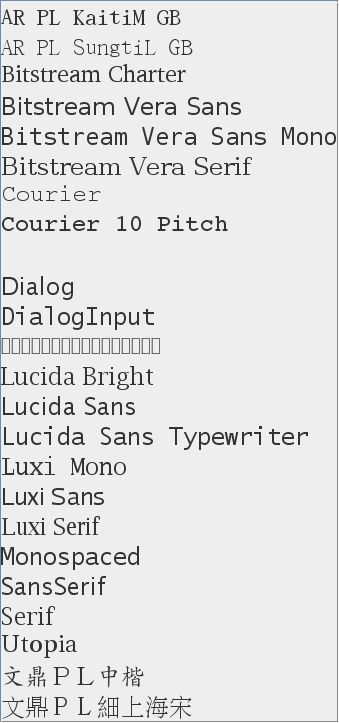 AR PL KaitiM GB
AR PL SungtiL GB
Bitstream Charter
Bitstream Vera Sans
Bitstream Vera Sans Mono
Bitstream Vera Serif
Courier
Courier 10 Pitch
Dialog
DialogInput
Lucida Bright
Lucida Sans
Lucida Sans Typewriter
Luxi Mono
Luxi Sans
Luxi Serif
Monospaced
SansSerif
Serif
Utopia
文鼎ＰＬ中楷
文鼎ＰＬ細上海宋